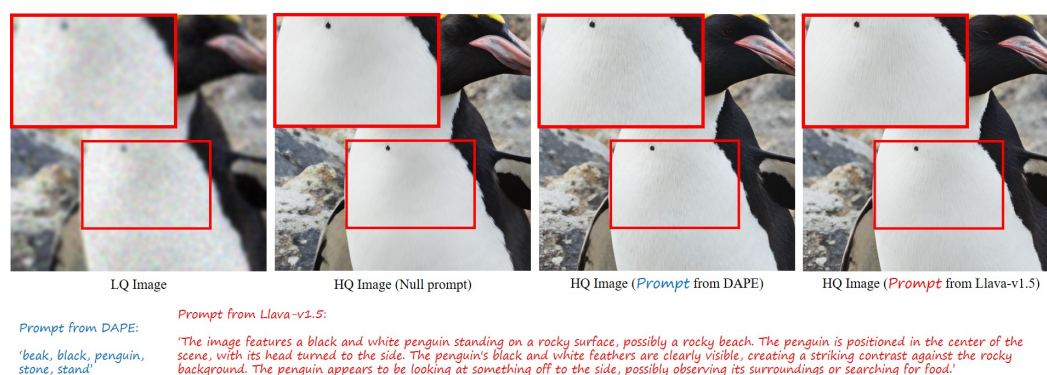 LQ Image
HQ Image (Null prompt)
HQ Image (Prompt from DAPE)
HQ Image (Prompt from Llava-v1.5)
Prompt from DAPE:
'beak, black, penguin,
stone, stand'
Prompt from Llava-v1.5:
'The image features a black and white penguin standing on a rocky surface, possibly a rocky beach. The penguin is positioned in the center of the
scene, with its head turned to the side. The penguin's black and white feathers are clearly visible, creating a striking contrast against the rocky
background. The penguin appears to be looking at something off to the side, possibly observing its surroundings or searching for food.'